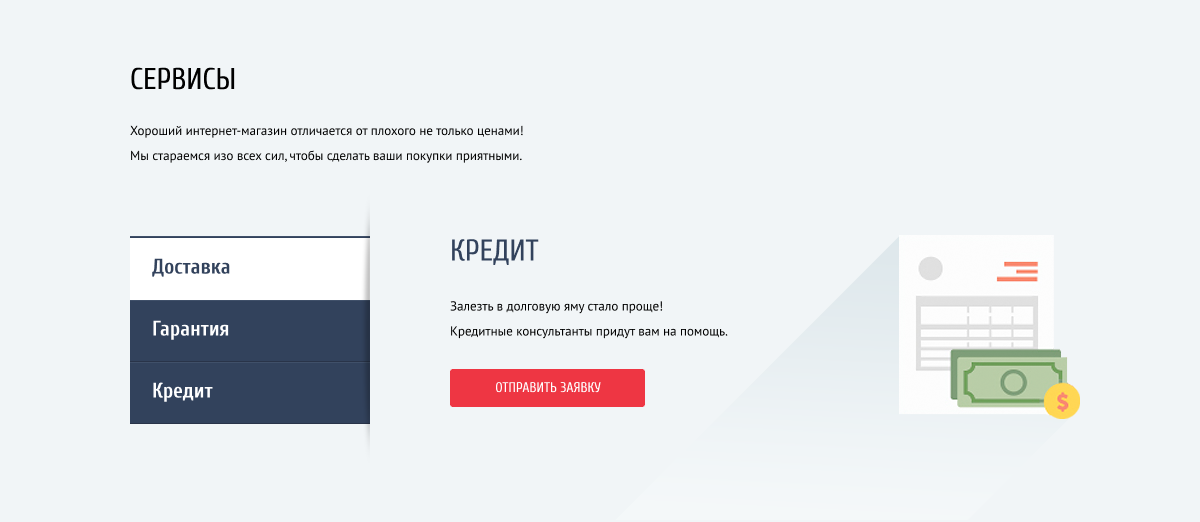 СЕРВИСЫ
Хороший интернет-магазин отличается от плохого не только ценами!
Мы стараемся изо всех сил, чтобы сделать ваши покупки приятными.
Доставка
Гарантия
Кредит
КРЕДИТ
Залезть в долговую яму стало проще!
Кредитные консультанты придут вам на помощь.
ОТПРАВИТЬ ЗАЯВКУ
$